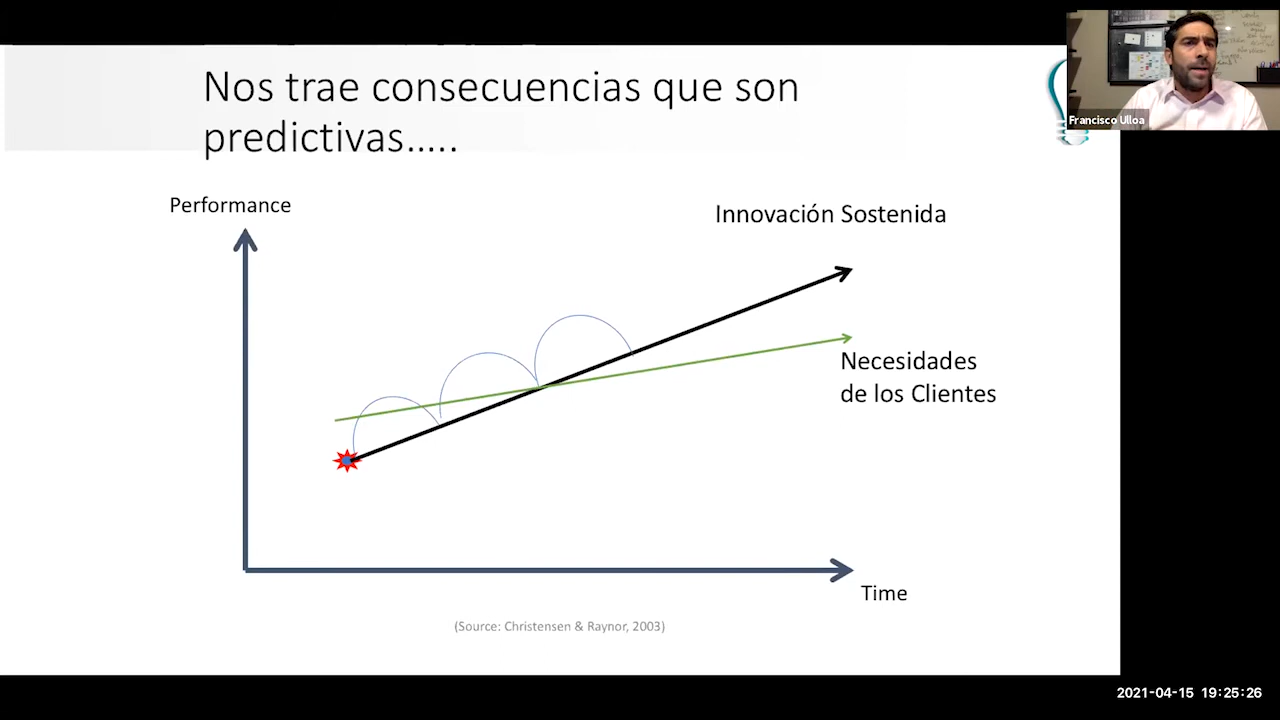 Nos trae consecuencias que son
predictivas.....
Francisco Ulloa
Performance
Innovación Sostenida
Necesidades
de los Clientes
Time
(Source: Christensen & Raynor, 2003)
2021-04-15 19:25:26